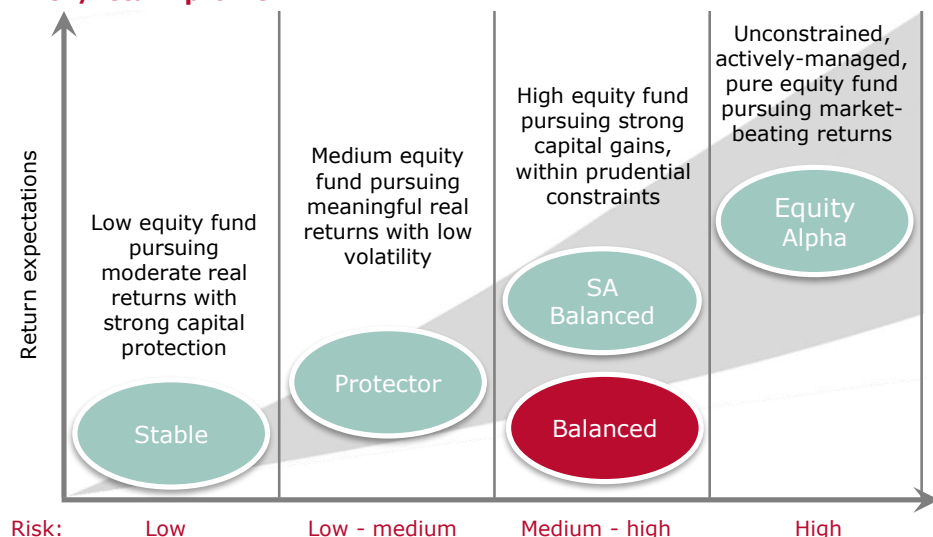 Return expectations
Low equity fund
pursuing
moderate real
returns with
strong capital
protection
Stable
Medium equity
fund pursuing
meaningful real
returns with low
volatility
Protector
High equity fund
pursuing strong
capital gains,
within prudential
constraints
SA
Balanced
Balanced
Unconstrained,
actively-managed,
pure equity fund
pursuing market-
beating returns
Equity
Alpha
Risk:
Low
Low - medium
Medium - high
High